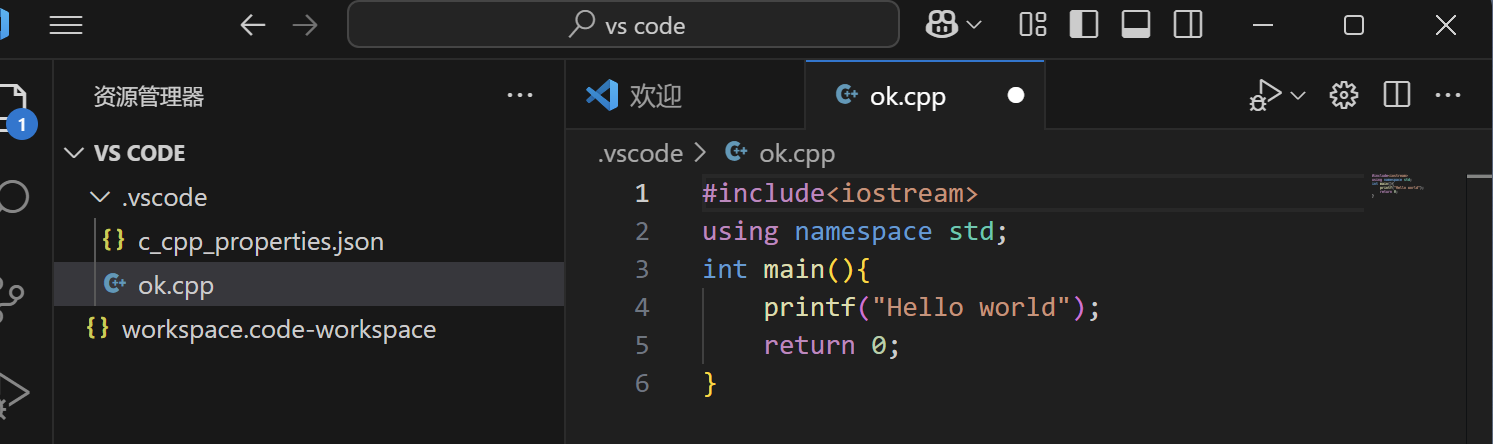 vs code
资源管理器
欢迎
ok.cpp
1
VS CODE
.vscode
{} c_cpp_properties.json
ok.cpp
{} workspace.code-workspace
.vscode > ok.cpp
1 #include<iostream>
2 using namespace std;
3 int main(){
4 printf("Hello world");
5 return 0;
6 }